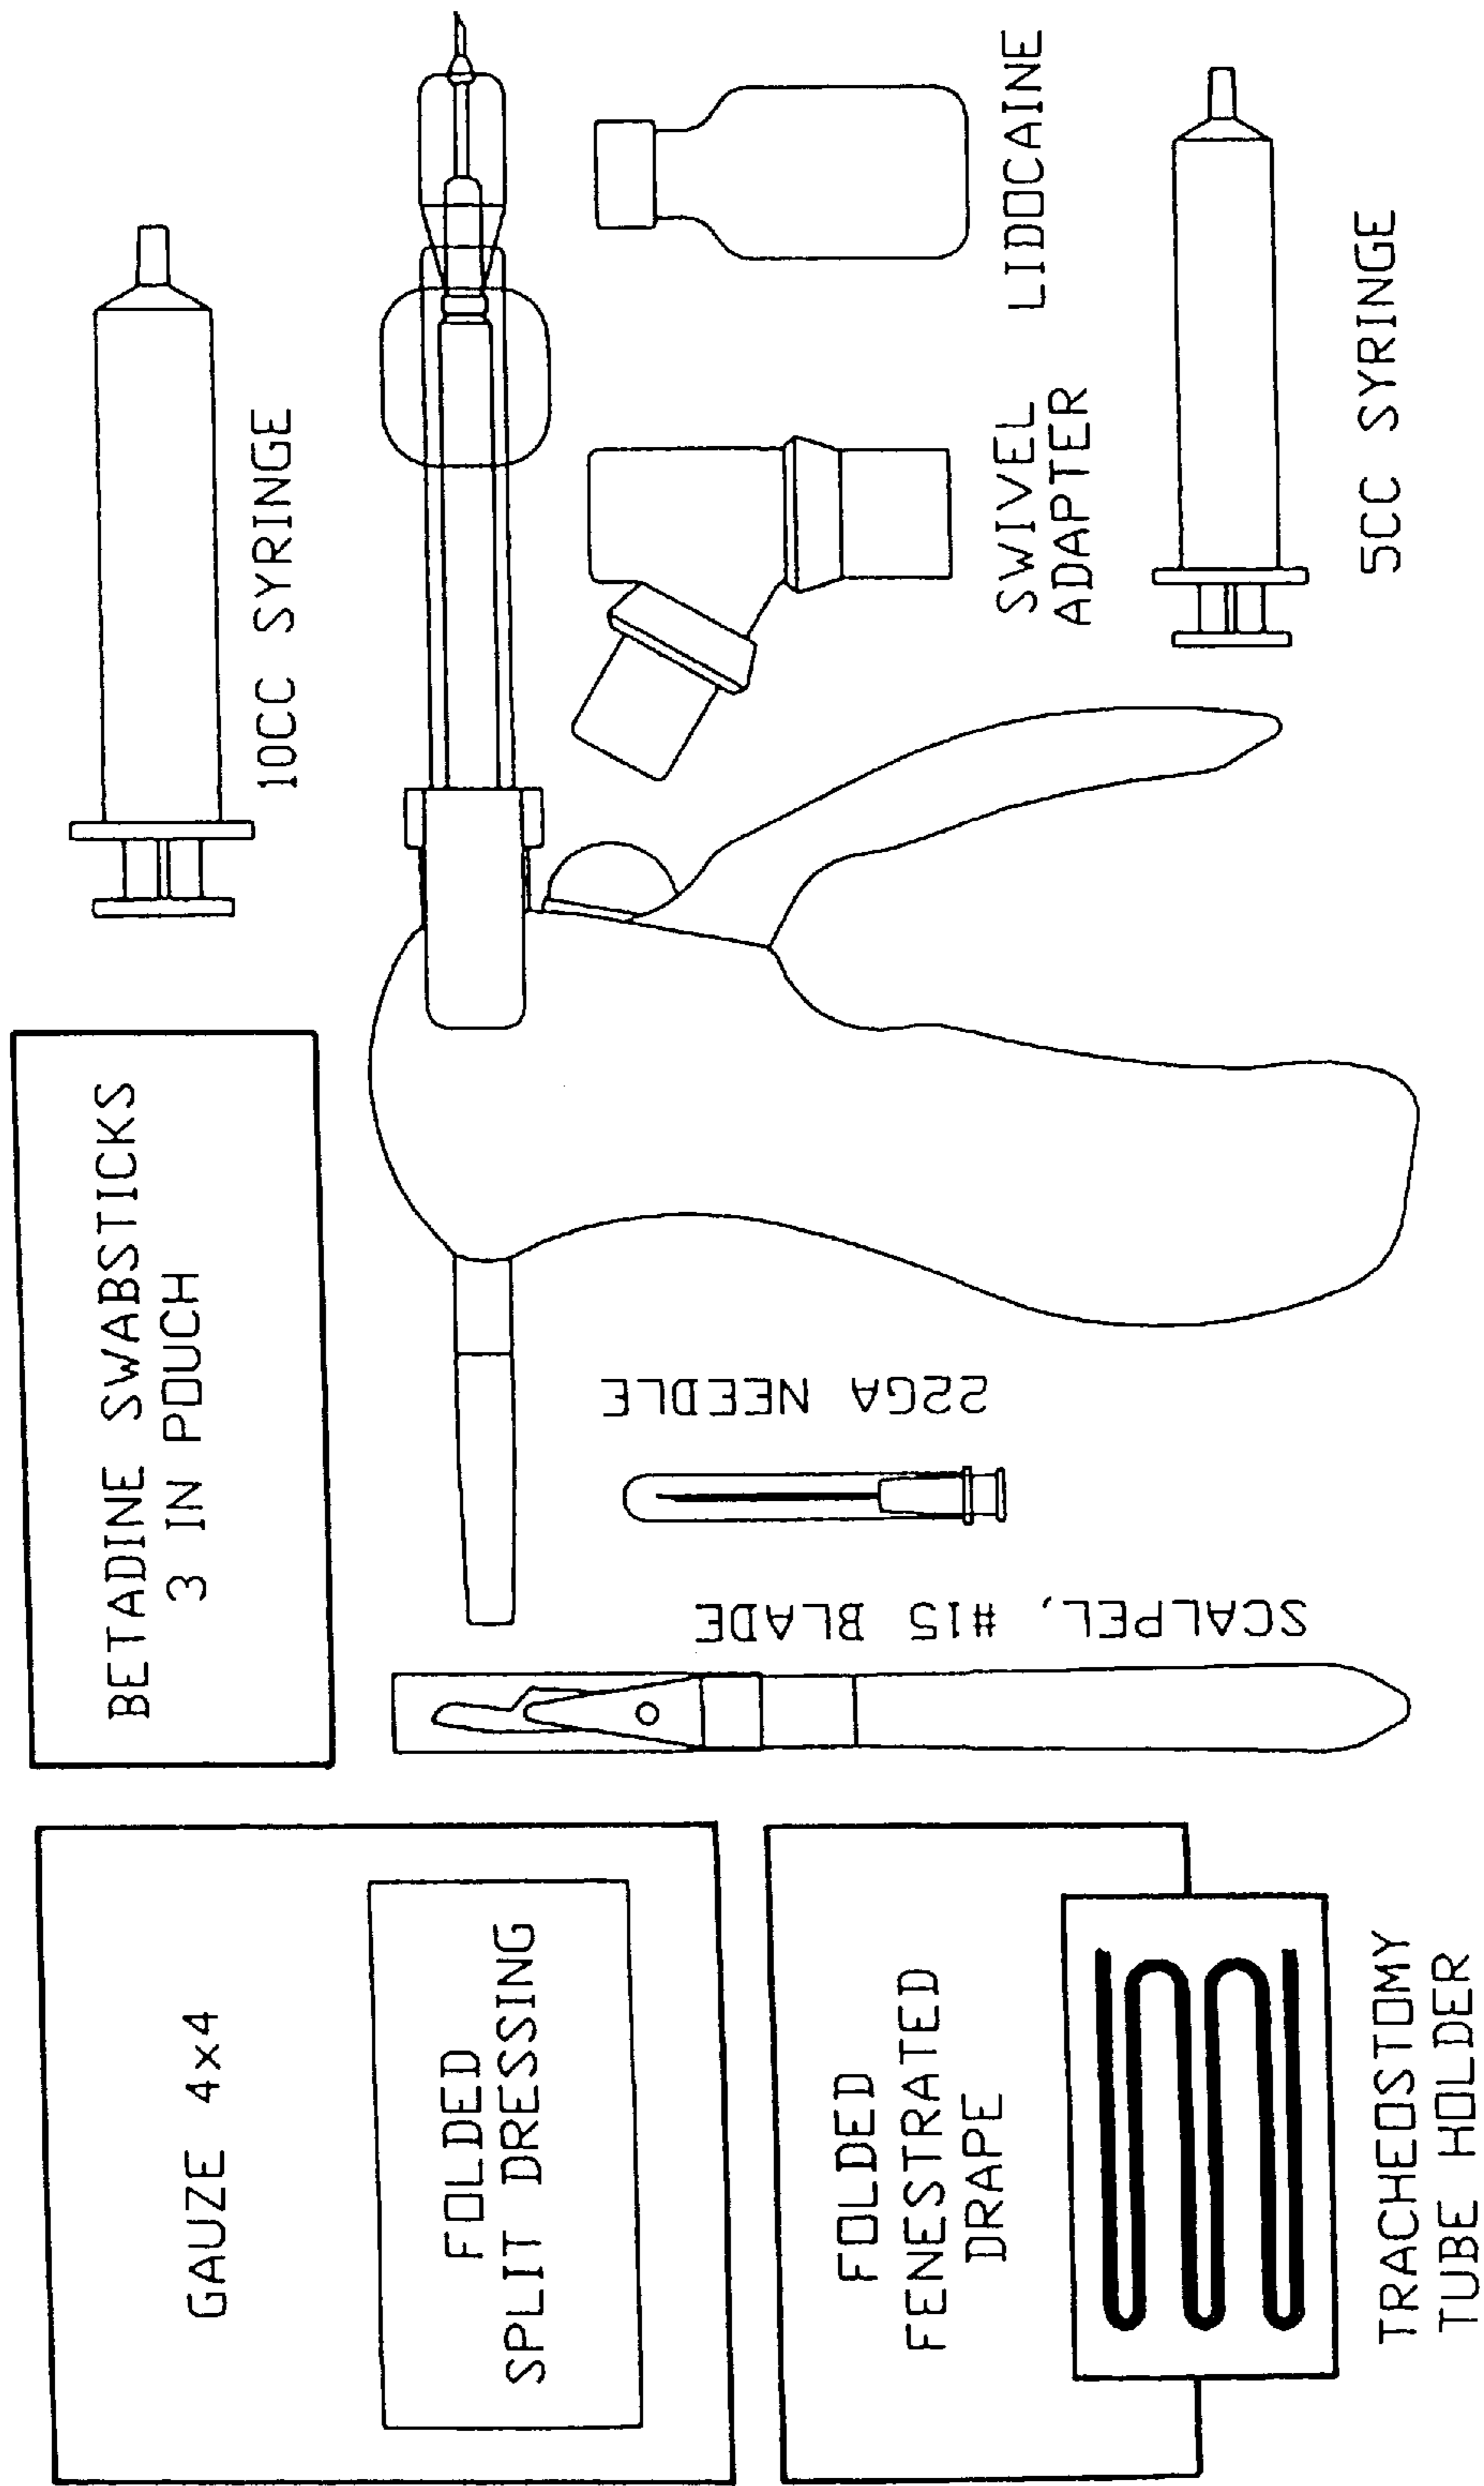 GAUZE 4x4
FOLDED
SPLIT DRESSING
BETADINE SWABSTICKS
3 IN POUCH
10CC SYRINGE
FOLDED
FENESTRATED
DRAPE
TRACHEOSTOMY
TUBE HOLDER
SCALPEL, #15 BLADE
22GA NEEDLE
SWIVEL
ADAPTER
LIDOCAINE
5CC SYRINGE